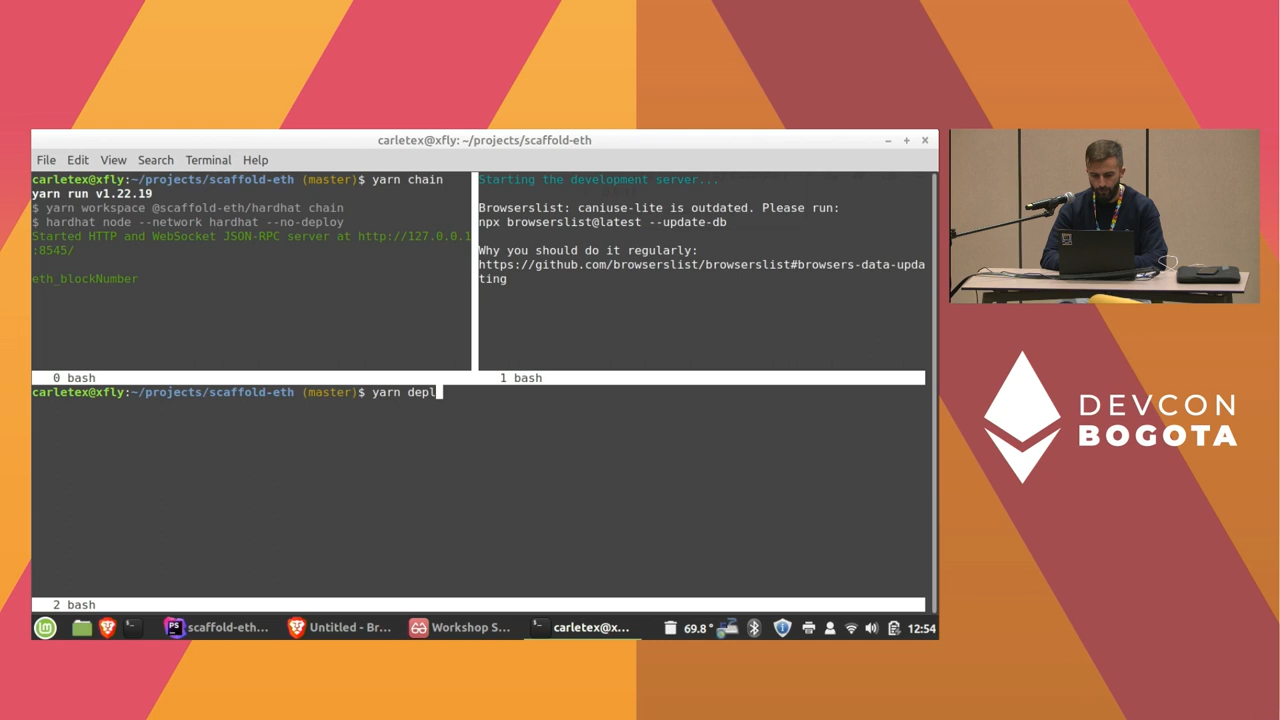 carletex@xfly: ~/projects/scaffold-eth
File Edit View Search Terminal Help
carletex@xfly:~/projects/scaffold-eth (master)$ yarn chain
yarn run v1.22.19
$ yarn workspace @scaffold-eth/hardhat chain
$ hardhat node --network hardhat --no-deploy
Started HTTP and WebSocket JSON-RPC server at http://127.0.0.1
:8545/
eth_blockNumber
0 bash
Starting the development server...
Browserslist: caniuse-lite is outdated. Please run:
npx browserslist@latest --update-db
Why you should do it regularly:
https://github.com/browserslist/browserslist#browsers-data-upda
ting
1 bash
carletex@xfly:~/projects/scaffold-eth (master)$ yarn depl
2 bash
PS scaffold-eth... Untitled - Br... Workshop S... carletex@x... 69.8° 12:54
DEVCON
BOGOTA